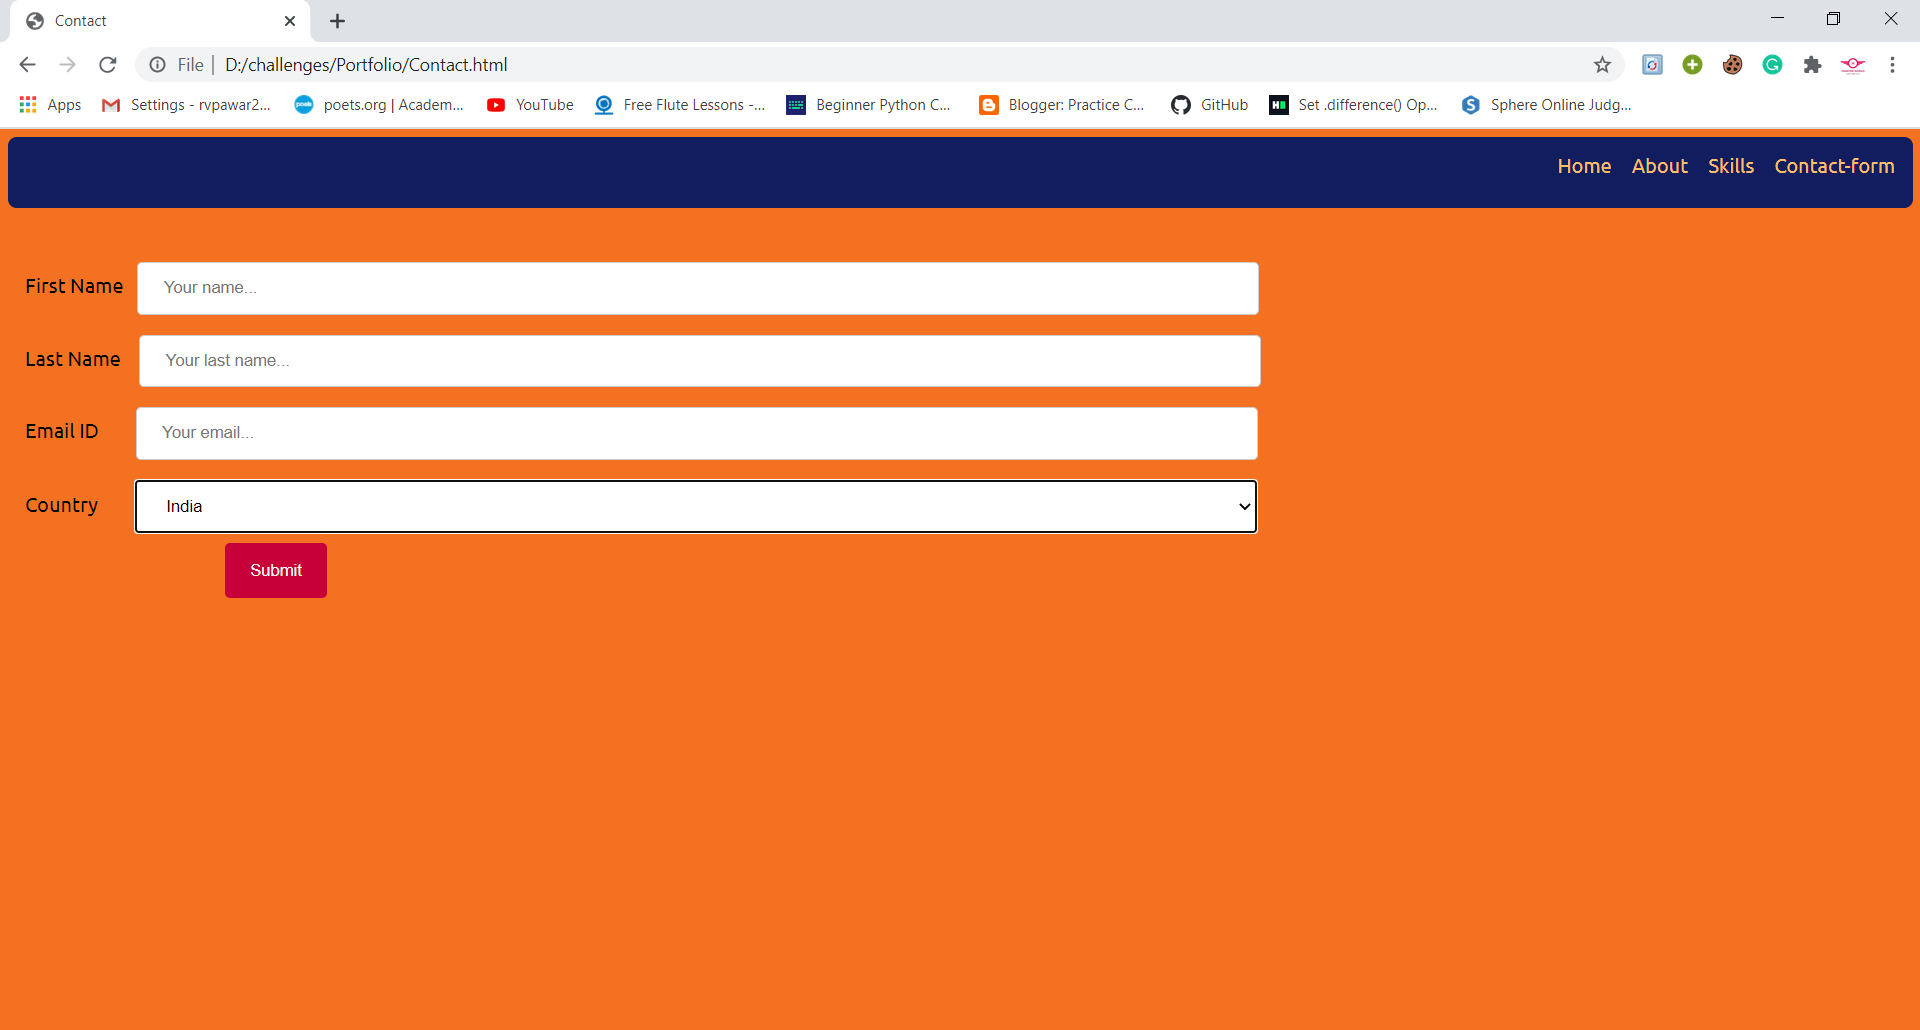 Contact
File | D:/challenges/Portfolio/Contact.html
Apps Settings - rvpawar2... poets poets.org | Academ... YouTube Free Flute Lessons -... Beginner Python C... Blogger: Practice C... GitHub H Set .difference() Op... S Sphere Online Judg...
Home About Skills Contact-form
First Name Your name...
Last Name Your last name...
Email ID Your email...
Country India
Submit